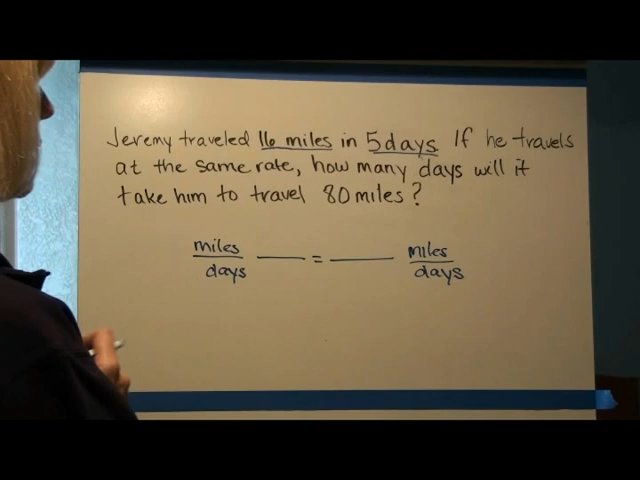 Jeremy traveled 16 miles in 5 days If he travels
at the same rate, how many days will it
take him to travel 80 miles?
miles = miles
days days